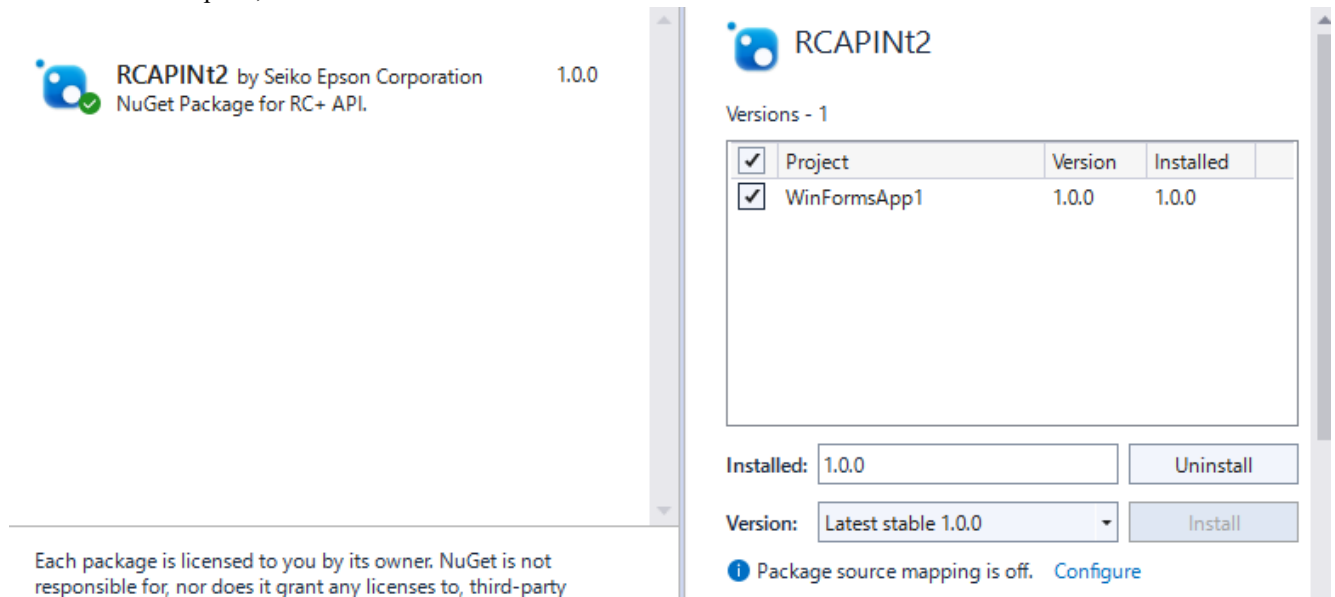 RCAPINt2 by Seiko Epson Corporation 1.0.0
NuGet Package for RC+ API.
Each package is licensed to you by its owner. NuGet is not
responsible for, nor does it grant any licenses to, third-party
RCAPINt2
Versions - 1
Project Version Installed
WinFormsApp1 1.0.0 1.0.0
Installed: 1.0.0 Uninstall
Version: Latest stable 1.0.0 Install
Package source mapping is off. Configure